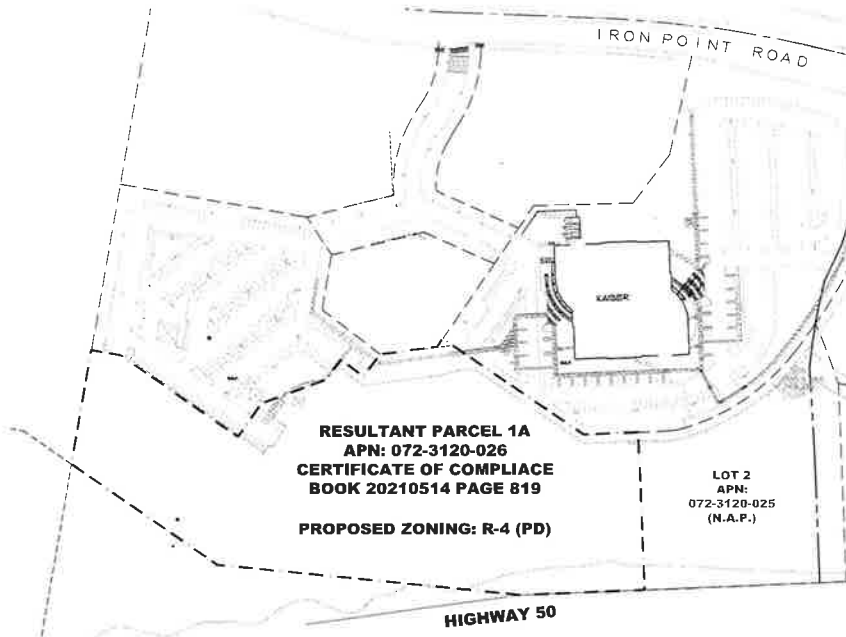 IRON POINT ROAD
KAISER
RESULTANT PARCEL 1A
APN: 072-3120-026
CERTIFICATE OF COMPLIACE
BOOK 20210514 PAGE 819
PROPOSED ZONING: R-4 (PD)
LOT 2
APN:
072-3120-025
(N.A.P.)
HIGHWAY 50